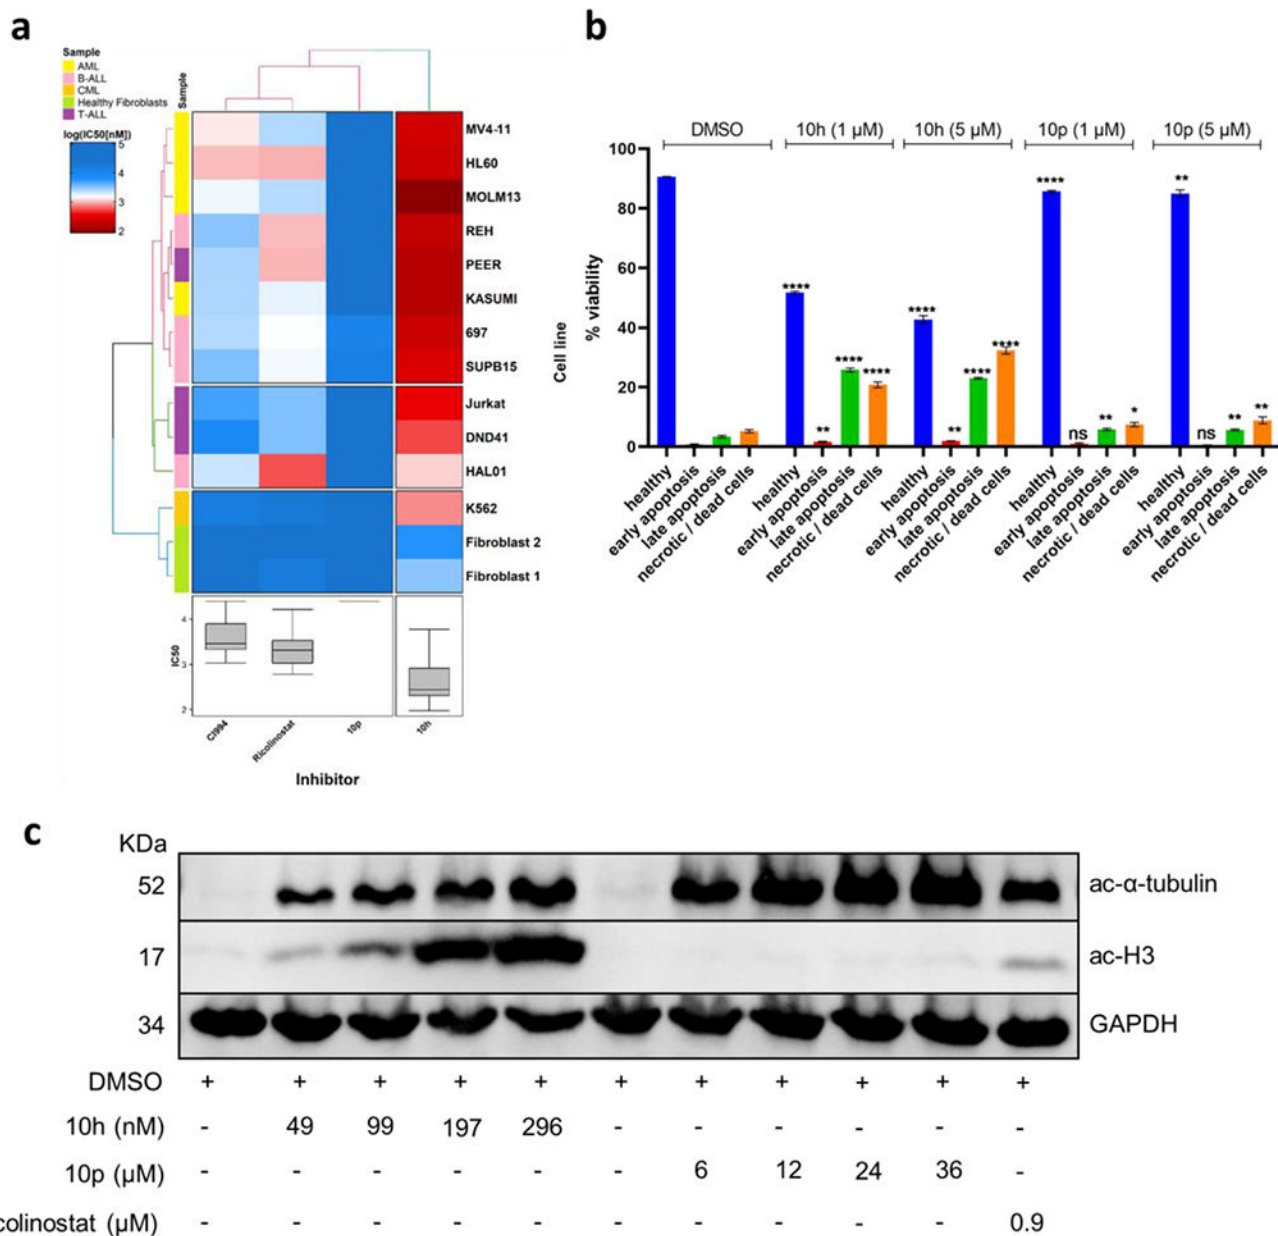 a
Sample
AML
B-ALL
CML
Healthy Fibroblasts
T-ALL
log(IC50[nM])
5
4
3
2
Sample
MV4-11
HL60
MOLM13
REH
PEER
KASUMI
697
SUPB15
Jurkat
DND41
HAL01
K562
Fibroblast 2
Fibroblast 1
Cell line
IC50
4
3
2
CI994
Ricolinostat
10p
10h
Inhibitor
b
DMSO 10h (1 µM) 10h (5 µM) 10p (1 µM) 10p (5 µM)
% viability
100
80
60
40
20
0
**** ** **** ****
**** ** **** ****
**** ns ** *
** ns ** **
healthy early apoptosis late apoptosis necrotic / dead cells
healthy early apoptosis late apoptosis necrotic / dead cells
healthy early apoptosis late apoptosis necrotic / dead cells
healthy early apoptosis late apoptosis necrotic / dead cells
healthy early apoptosis late apoptosis necrotic / dead cells
c
KDa
52 ac-α-tubulin
17 ac-H3
34 GAPDH
DMSO + + + + + + + + + + +
10h (nM) - 49 99 197 296 - - - - - -
10p (µM) - - - - - - 6 12 24 36 -
colinostat (µM) - - - - - - - - - - 0.9